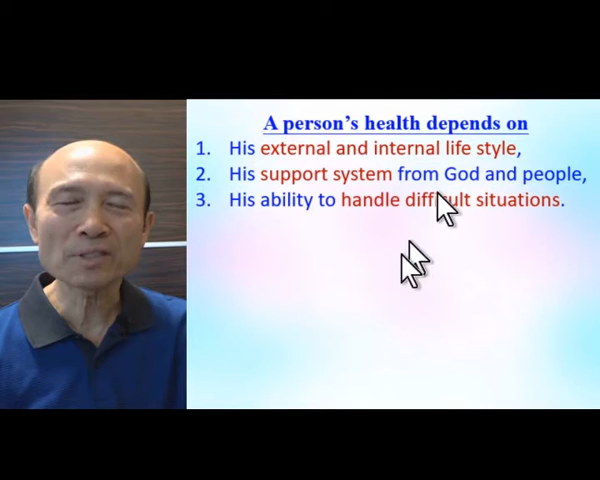 A person's health depends on
1. His external and internal life style,
2. His support system from God and people,
3. His ability to handle difficult situations.